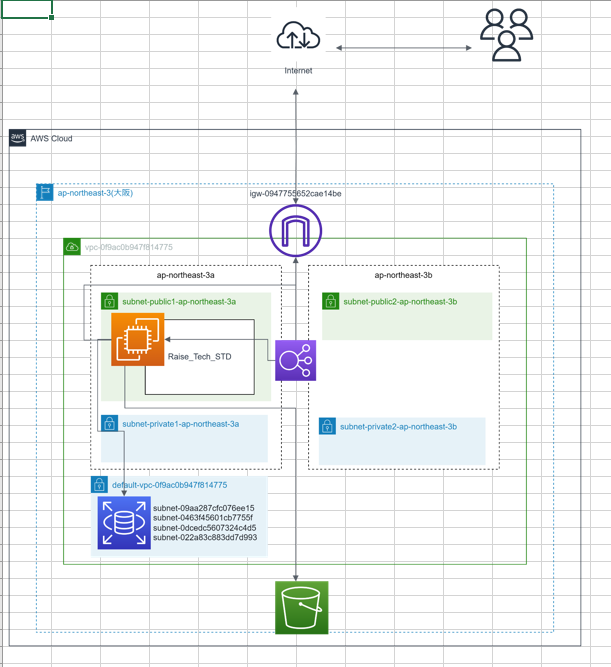 Internet
aws
AWS Cloud
ap-northeast-3(大阪)
igw-0947755652cae14be
vpc-0f9ac0b947f814775
ap-northeast-3a
ap-northeast-3b
subnet-public1-ap-northeast-3a
subnet-public2-ap-northeast-3b
Raise_Tech_STD
subnet-private1-ap-northeast-3a
subnet-private2-ap-northeast-3b
default-vpc-0f9ac0b947f814775
subnet-09aa287cfc076ee15
subnet-0463f45601cb7755f
subnet-0dcedc5607324c4d5
subnet-022a83c883dd7d993